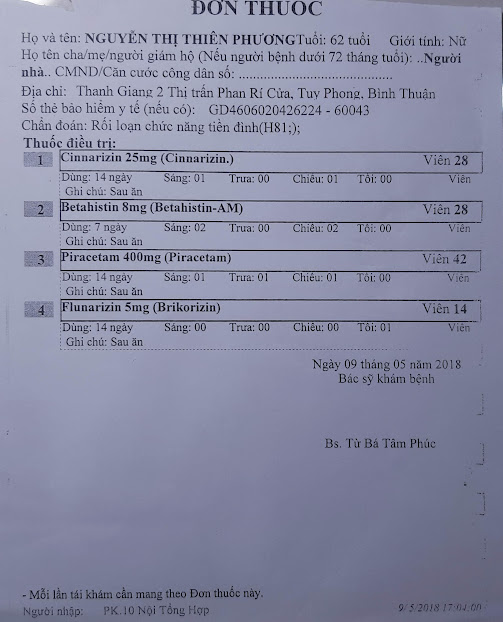 ĐƠN THUỐC
Họ và tên: NGUYỄN THỊ THIÊN PHƯƠNG Tuổi: 62 tuổi Giới tính: Nữ
Họ tên cha/mẹ/người giám hộ (Nếu người bệnh dưới 72 tháng tuổi): ..Người
nhà.. CMND/Căn cước công dân số: ..........................................
Địa chỉ: Thanh Giang 2 Thị trấn Phan Rí Cửa, Tuy Phong, Bình Thuận
Số thẻ bảo hiểm y tế (nếu có): GD4606020426224 - 60043
Chẩn đoán: Rối loạn chức năng tiền đình(H81;);
Thuốc điều trị:
1 Cinnarizin 25mg (Cinnarizin.) Viên 28
Dùng: 14 ngày Sáng: 01 Trưa: 00 Chiều: 01 Tối: 00 Viên
Ghi chú: Sau ăn
2 Betahistin 8mg (Betahistin-AM) Viên 28
Dùng: 7 ngày Sáng: 02 Trưa: 00 Chiều: 02 Tối: 00 Viên
Ghi chú: Sau ăn
3 Piracetam 400mg (Piracetam) Viên 42
Dùng: 14 ngày Sáng: 01 Trưa: 01 Chiều: 01 Tối: 00 Viên
Ghi chú: Sau ăn
4 Flunarizin 5mg (Brikorizin) Viên 14
Dùng: 14 ngày Sáng: 00 Trưa: 00 Chiều: 00 Tối: 01 Viên
Ghi chú: Sau ăn
Ngày 09 tháng 05 năm 2018
Bác sỹ khám bệnh
Bs. Từ Bá Tâm Phúc
- Mỗi lần tái khám cần mang theo Đơn thuốc này.
Người nhập: PK.10 Nội Tổng Hợp 9/5/2018 17:04:00